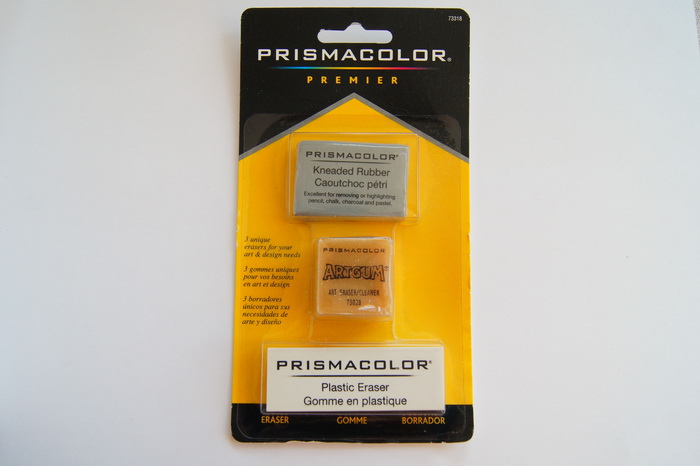 73318
PRISMACOLOR®
PREMIER
PRISMACOLOR®
Kneaded Rubber
Caoutchoc pétri
Excellent for removing or highlighting
pencil, chalk, charcoal and pastel.
3 unique
erasers for your
art & design needs
3 gommes uniques
pour vos besoins
en art et design
3 borradores
únicos para sus
necesidades de
arte y diseño
PRISMACOLOR
ARTGUM®
ART ERASER/CLEANER
73028
PRISMACOLOR®
Plastic Eraser
Gomme en plastique
ERASER GOMME BORRADOR